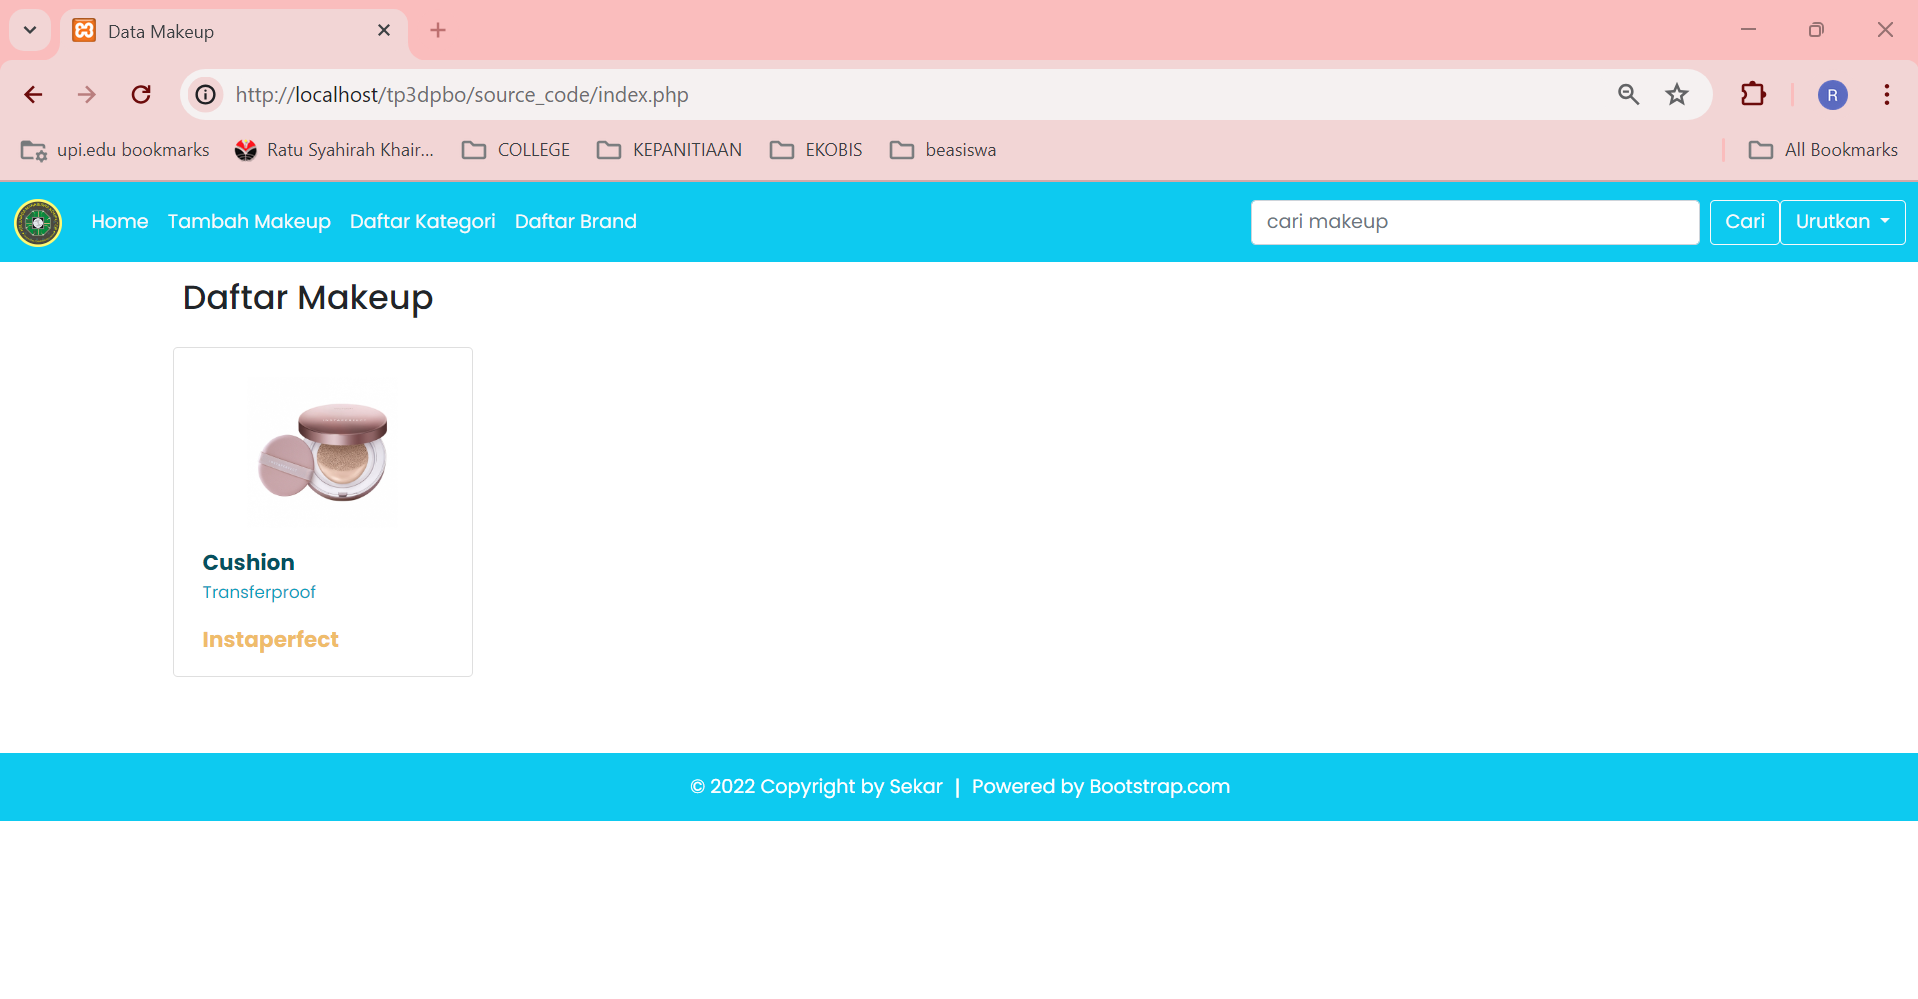 Data Makeup
http://localhost/tp3dpbo/source_code/index.php
R
upi.edu bookmarks Ratu Syahirah Khair... COLLEGE KEPANITIAAN EKOBIS beasiswa All Bookmarks
Home Tambah Makeup Daftar Kategori Daftar Brand cari makeup Cari Urutkan
Daftar Makeup
Cushion
Transferproof
Instaperfect
© 2022 Copyright by Sekar | Powered by Bootstrap.com